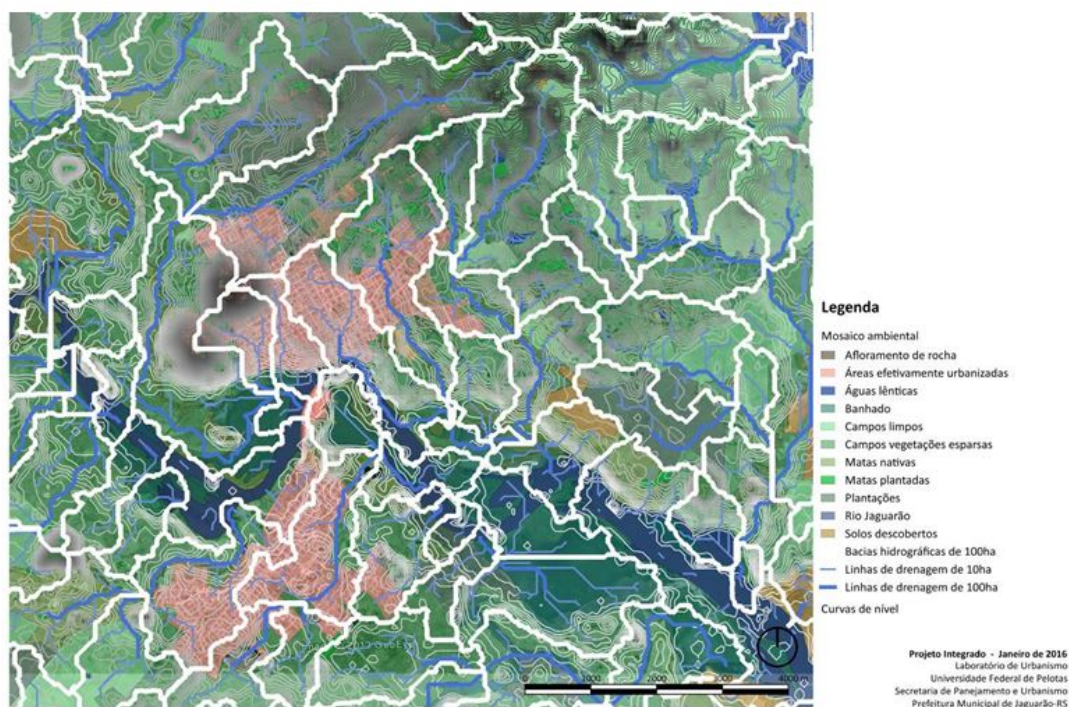 Legenda
Mosaico ambiental
Afloramento de rocha
Áreas efetivamente urbanizadas
Águas lênticas
Banhado
Campos limpos
Campos vegetações esparsas
Matas nativas
Matas plantadas
Plantações
Rio Jaguarão
Solos descobertos
Bacias hidrográficas de 100ha
Linhas de drenagem de 10ha
Linhas de drenagem de 100ha
Curvas de nível
0 1000 2000 3000 4000 m
Projeto Integrado - Janeiro de 2016
Laboratório de Urbanismo
Universidade Federal de Pelotas
Secretaria de Panejamento e Urbanismo
Prefeitura Municipal de Jaguarão-RS